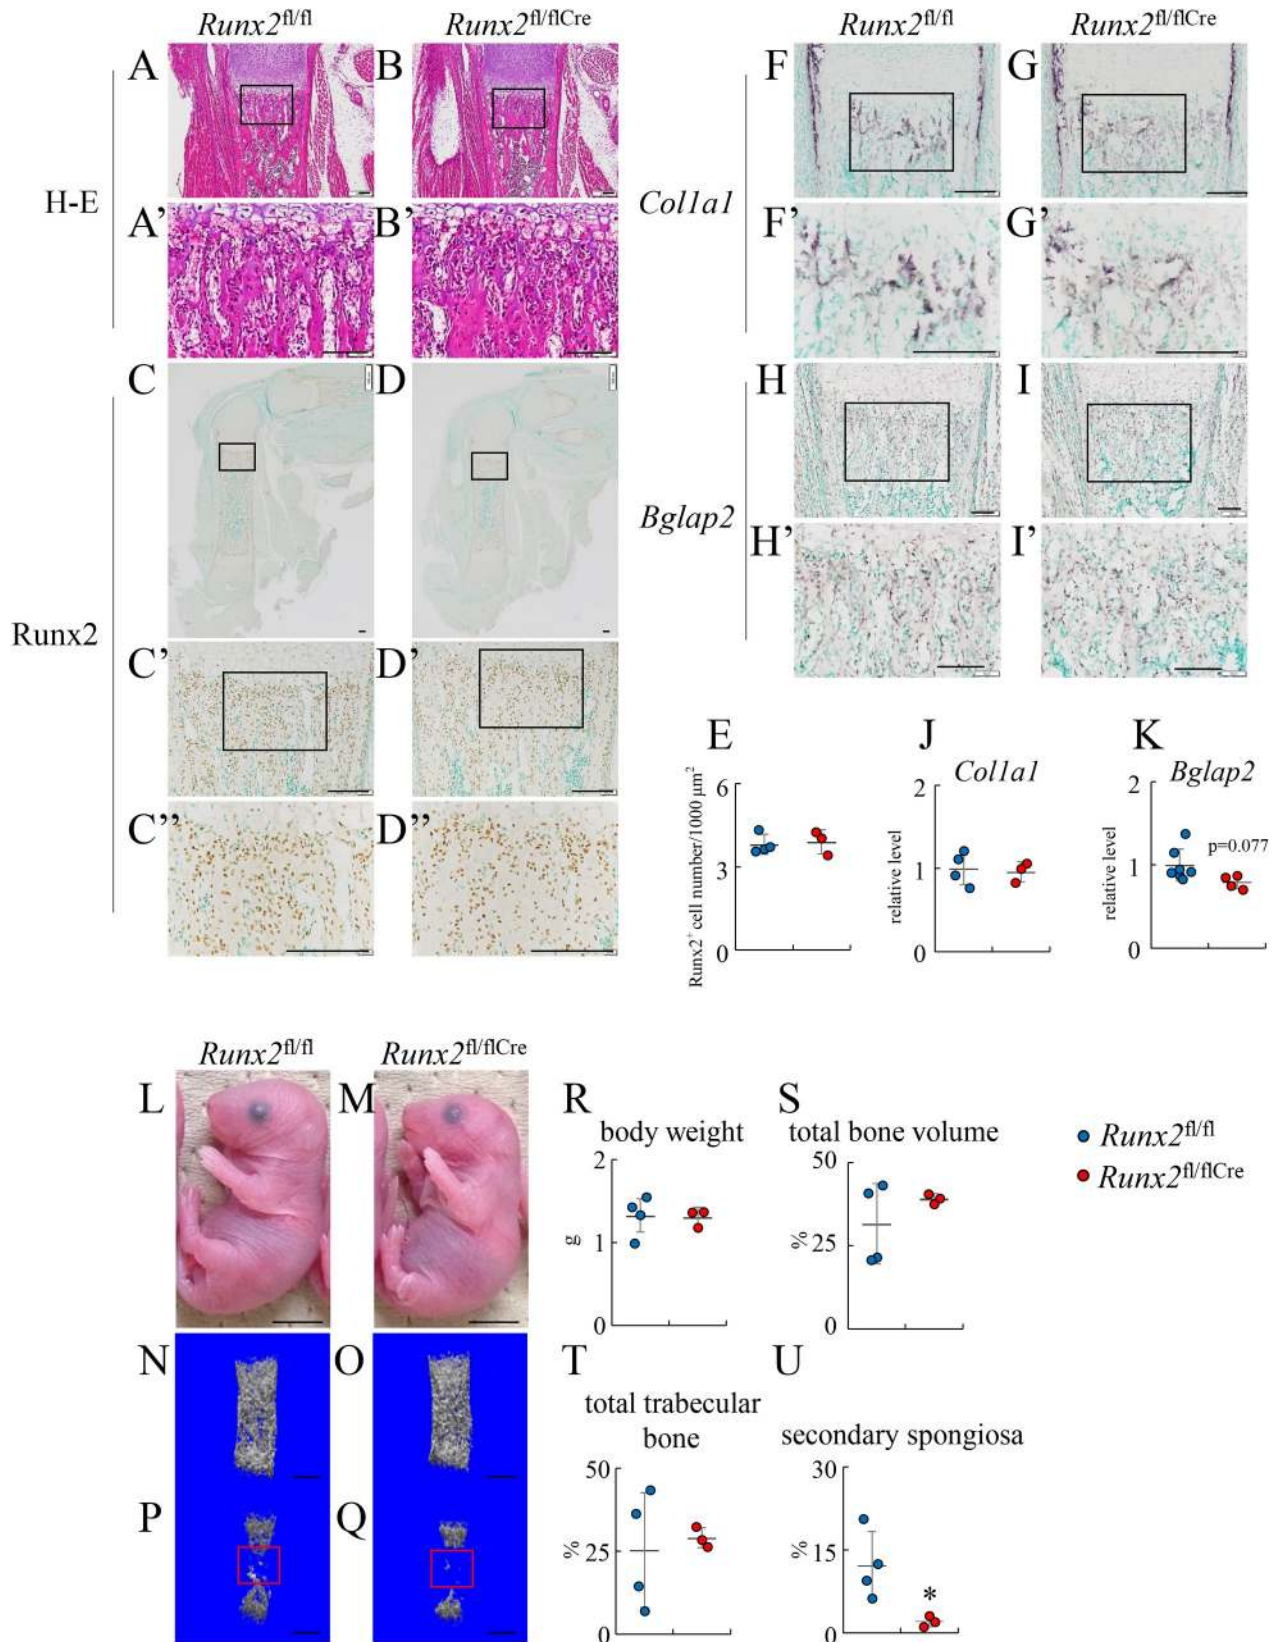 Runx2fl/fl
Runx2fl/flCre
Runx2fl/fl
Runx2fl/flCre
A
B
F
G
H-E
Col1a1
A'
B'
F'
G'
C
D
H
I
Bglap2
H'
I'
Runx2
C'
D'
E
J
K
Col1a1
Bglap2
Runx2+ cell number/1000 μm2
6
3
0
relative level
2
1
0
relative level
2
1
0
p=0.077
C''
D''
Runx2fl/fl
Runx2fl/flCre
L
M
R
S
body weight
total bone volume
Runx2fl/fl
Runx2fl/flCre
g
2
1
0
%
50
25
0
N
O
T
U
total trabecular
bone
secondary spongiosa
P
Q
%
50
25
0
%
30
15
0
*